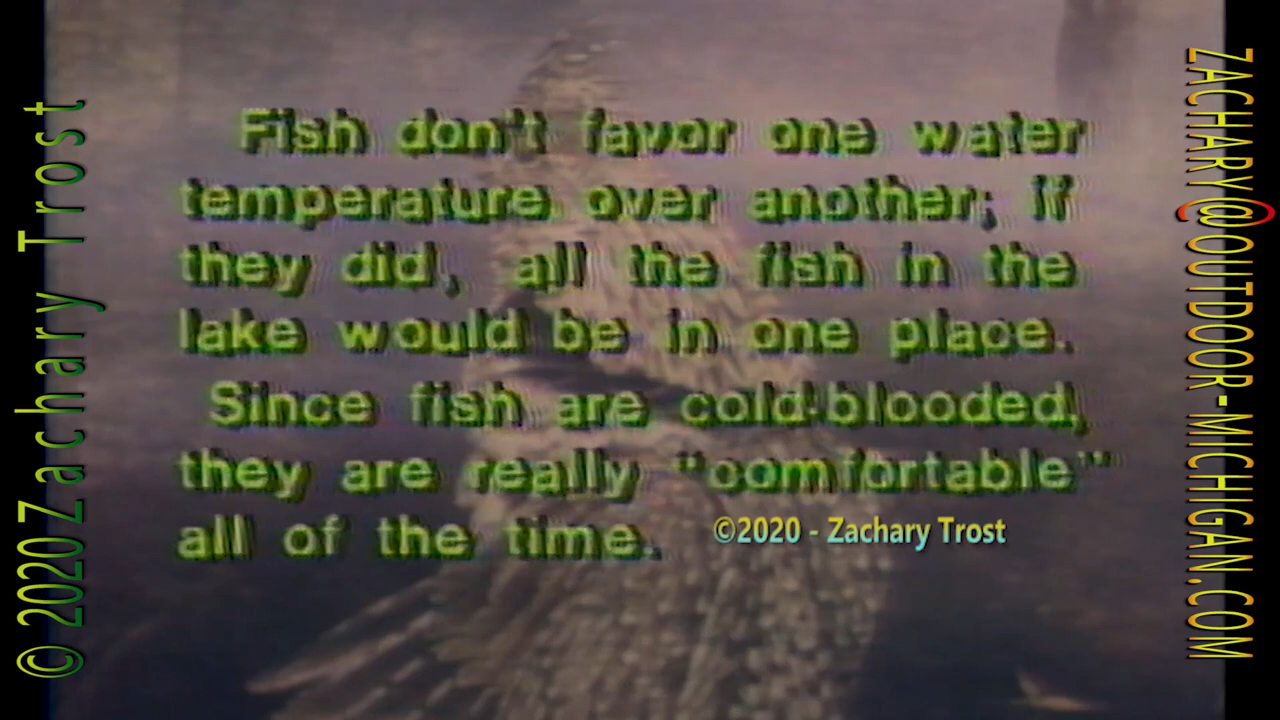 Fish don't favor one water
temperature over another; if
they did, all the fish in the
lake would be in one place.
Since fish are cold-blooded,
they are really "comfortable"
all of the time.
©2020 - Zachary Trost
© 2020 Zachary Trost
ZACHARY@OUTDOOR-MICHIGAN.COM